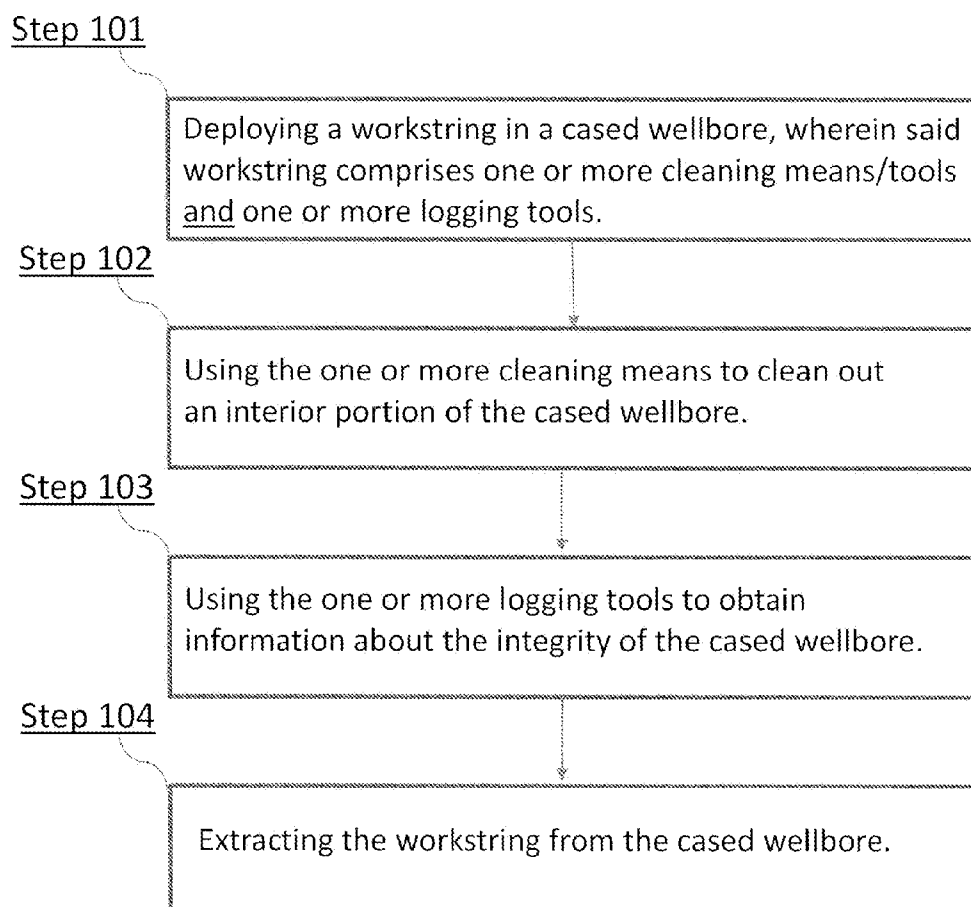 Step 101
Deploying a workstring in a cased wellbore, wherein said
workstring comprises one or more cleaning means/tools
and one or more logging tools.
Step 102
Using the one or more cleaning means to clean out
an interior portion of the cased wellbore.
Step 103
Using the one or more logging tools to obtain
information about the integrity of the cased wellbore.
Step 104
Extracting the workstring from the cased wellbore.